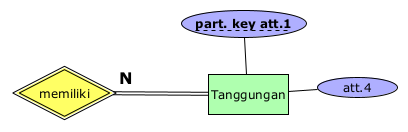 part. key att.1
N
memiliki
Tanggungan
att.4